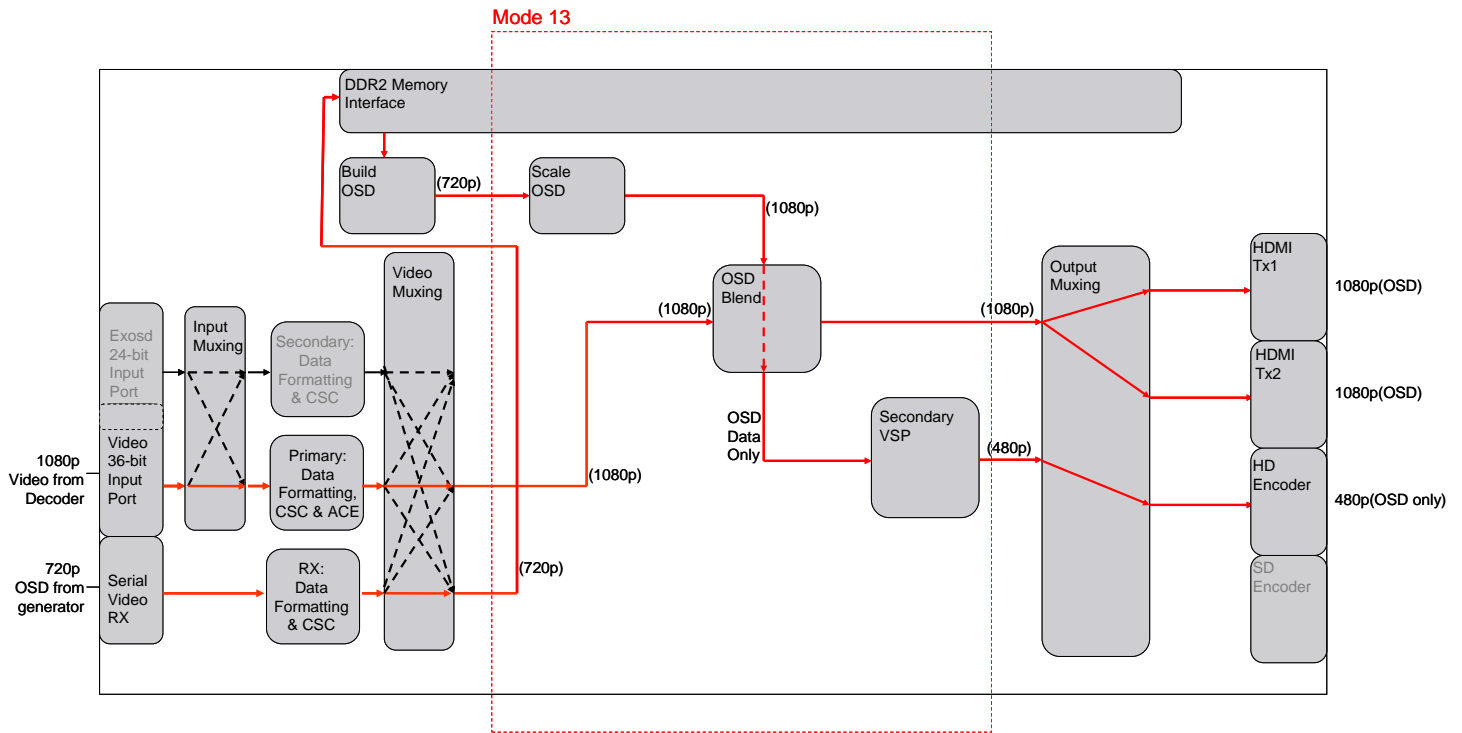 Mode 13
DDR2 Memory
Interface
Build
OSD
(720p)
Scale
OSD
(1080p)
Video
Muxing
OSD
Blend
(1080p)
(1080p)
Output
Muxing
HDMI
Tx1
1080p(OSD)
HDMI
Tx2
1080p(OSD)
Exosd
24-bit
Input
Port
Input
Muxing
Secondary:
Data
Formatting
& CSC
OSD
Data
Only
Secondary
VSP
(480p)
1080p
Video from
Decoder
Video
36-bit
Input
Port
Primary:
Data
Formatting,
CSC & ACE
(1080p)
HD
Encoder
480p(OSD only)
720p
OSD from
generator
Serial
Video
RX
RX:
Data
Formatting
& CSC
(720p)
SD
Encoder